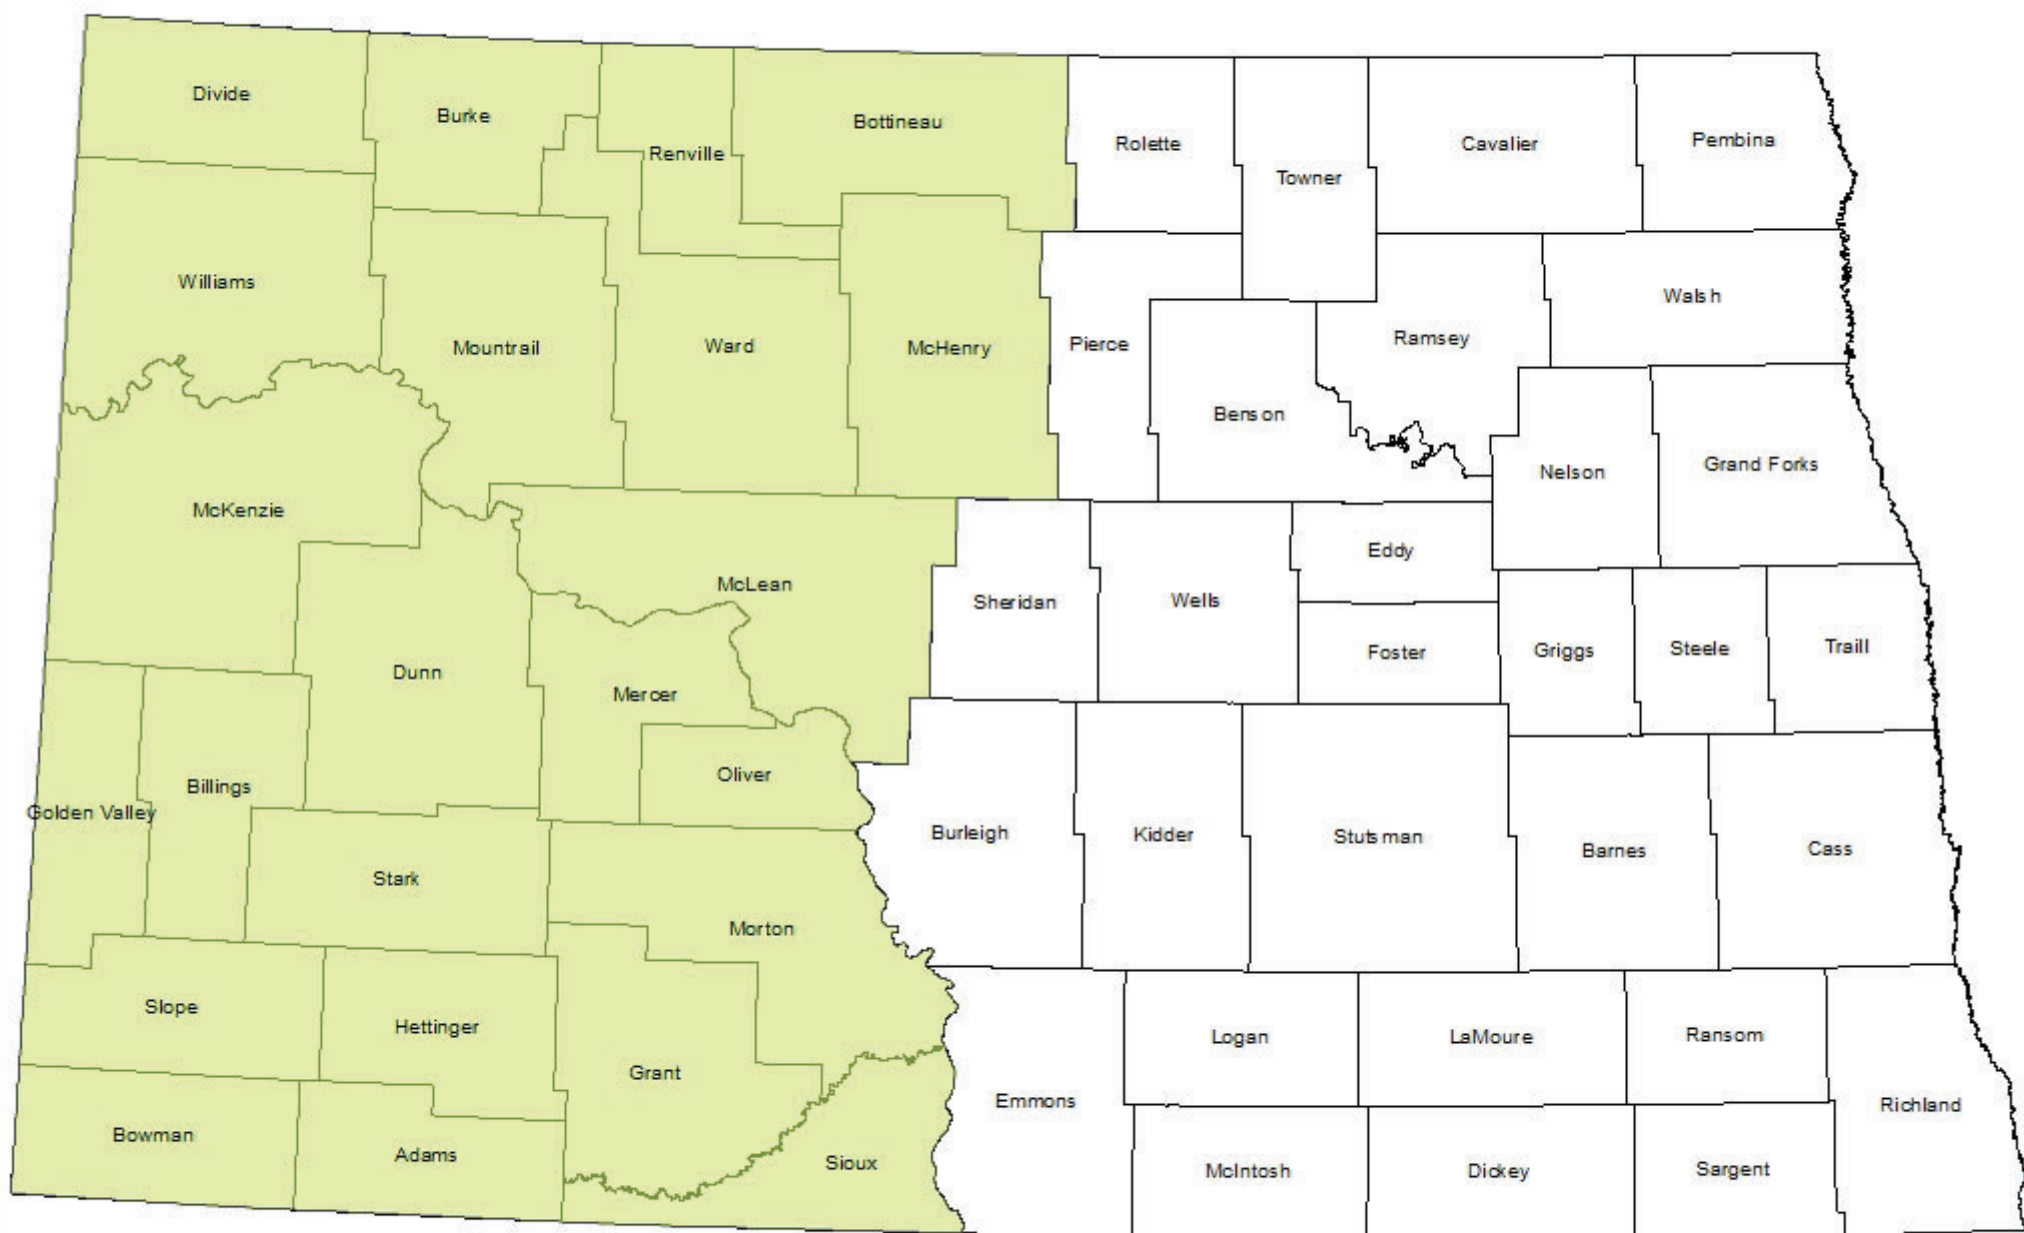 Divide
Burke
Renville
Bottineau
Rolette
Towner
Cavalier
Pembina
Williams
Mountrail
Ward
McHenry
Pierce
Benson
Ramsey
Walsh
McKenzie
Nelson
Grand Forks
McLean
Sheridan
Wells
Eddy
Foster
Griggs
Steele
Traill
Dunn
Mercer
Oliver
Golden Valley
Billings
Stark
Burleigh
Kidder
Stutsman
Barnes
Cass
Morton
Slope
Hettinger
Grant
Logan
LaMoure
Ransom
Emmons
Richland
Bowman
Adams
Sioux
McIntosh
Dickey
Sargent